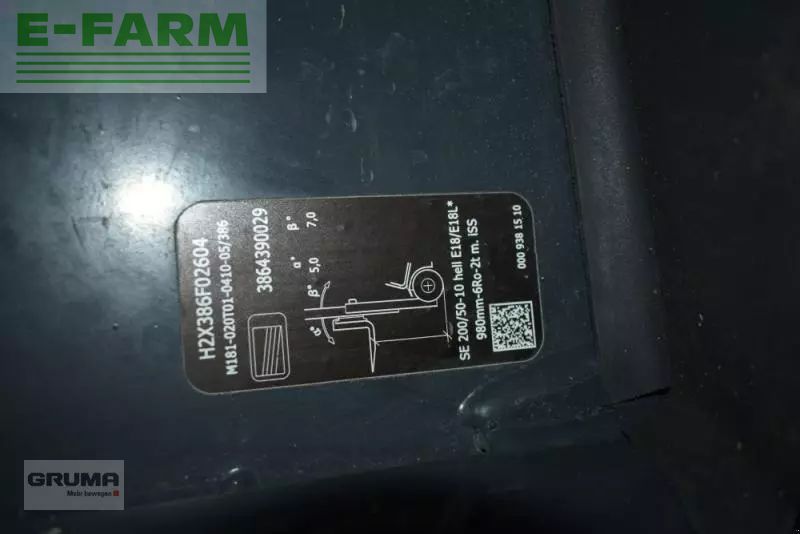 E-FARM
H2X386F02604
M181-020T01-0410-05/386
3864390029
α° β°
5,0 7,0
α° β°
SE 200/50-10 hell E18/E18L*
980mm-6Ro-2t m. ISS
000 938 15 10
GRUMA
Mehr bewegen